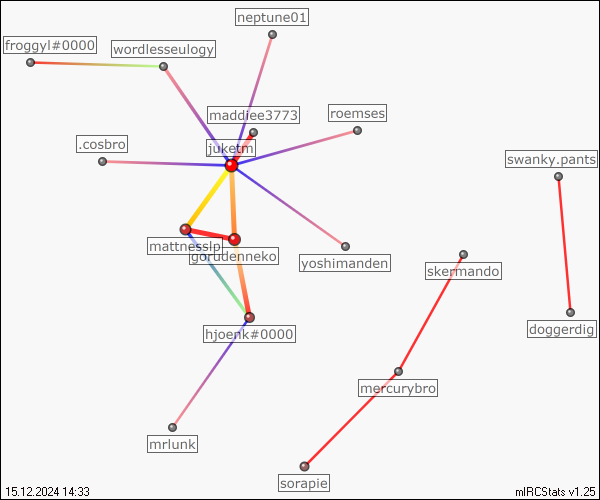 neptune01
froggyl#0000
wordlesseulogy
maddiee3773
roemses
.cosbro
juketm
swanky.pants
mattnesslp
gorudenneko
yoshimanden
skermando
hjoenk#0000
doggerdig
mercurybro
mrlunk
sorapie
15.12.2024 14:33
mIRCStats v1.25